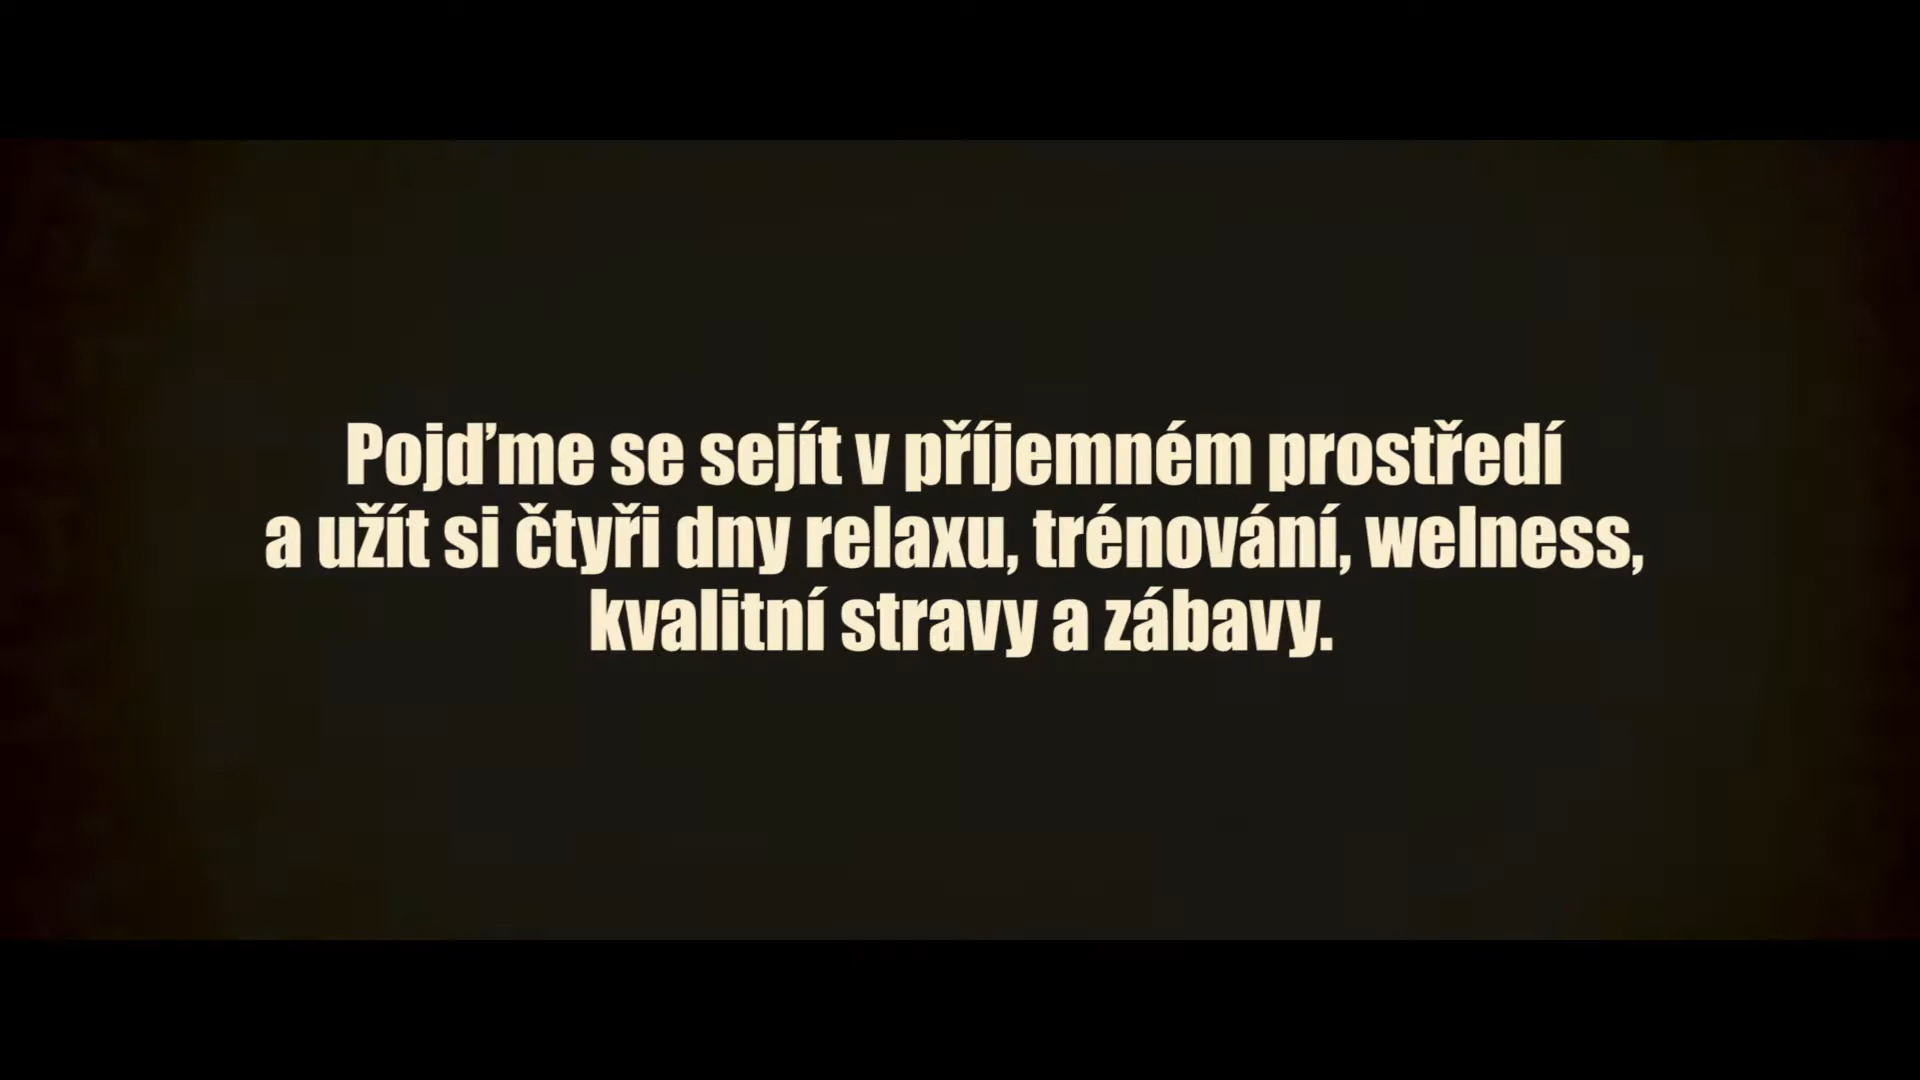 Pojďme se sejít v příjemném prostředí
a užít si čtyři dny relaxu, trénování, welness,
kvalitní stravy a zábavy.